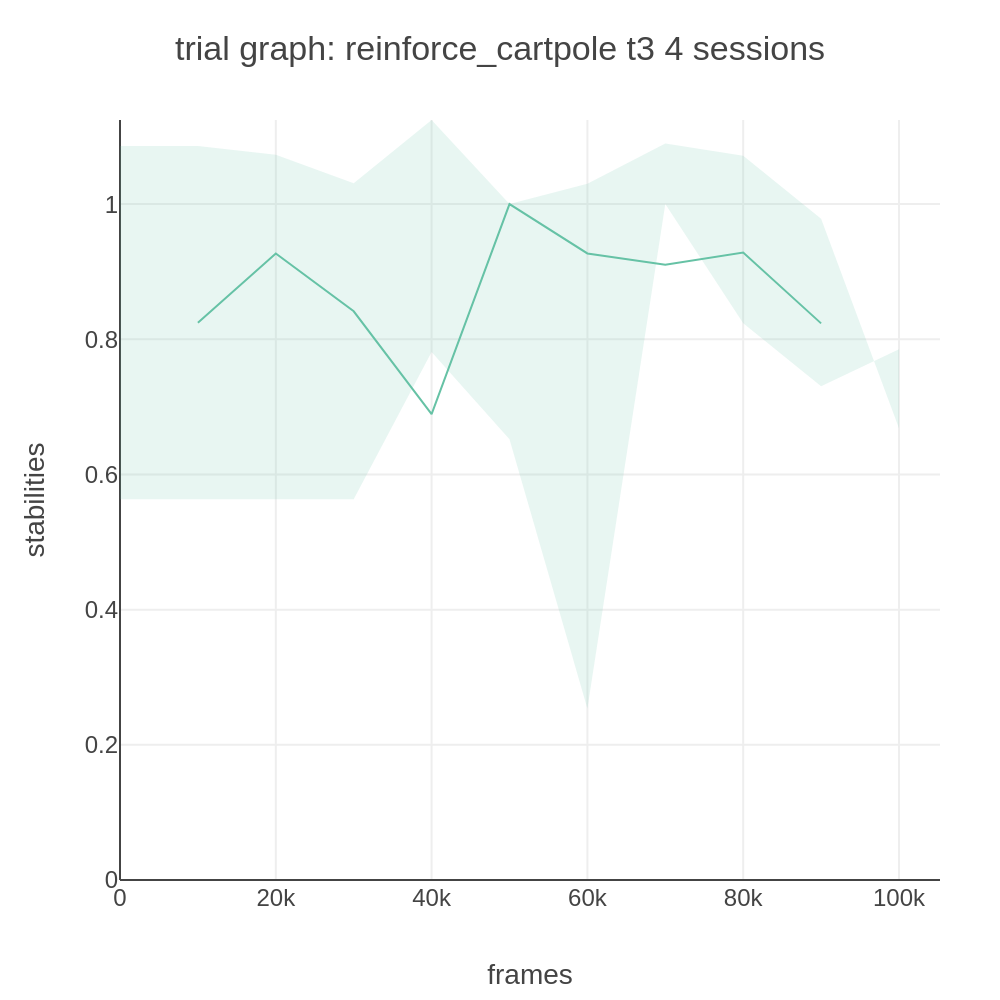 trial graph: reinforce_cartpole t3 4 sessions
1
0.8
0.6
0.4
0.2
0
stabilities
0 20k 40k 60k 80k 100k
frames